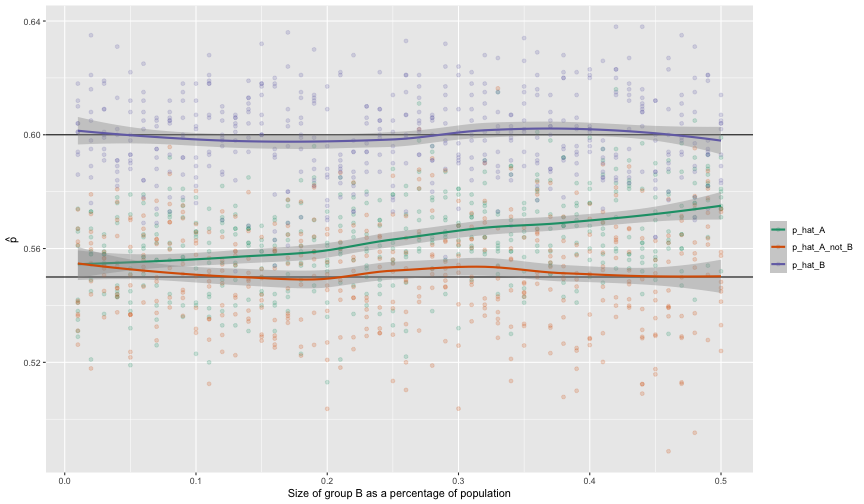 0.64
0.60
0.56
0.52
p̂
0.0
0.1
0.2
0.3
0.4
0.5
Size of group B as a percentage of population
p_hat_A
p_hat_A_not_B
p_hat_B